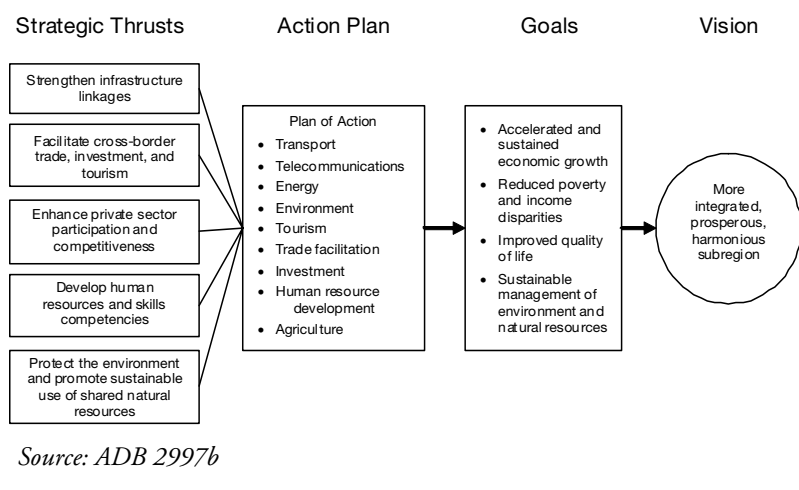 Strategic Thrusts
Action Plan
Goals
Vision
Strengthen infrastructure
linkages
Facilitate cross-border
trade, investment, and
tourism
Enhance private sector
participation and
competitiveness
Develop human
resources and skills
competencies
Protect the environment
and promote sustainable
use of shared natural
resources
Plan of Action
• Transport
• Telecommunications
• Energy
• Environment
• Tourism
• Trade facilitation
• Investment
• Human resource
development
• Agriculture
• Accelerated and
sustained
economic growth
• Reduced poverty
and income
disparities
• Improved quality
of life
• Sustainable
management of
environment and
natural resources
More
integrated,
prosperous,
harmonious
subregion
Source: ADB 2997b